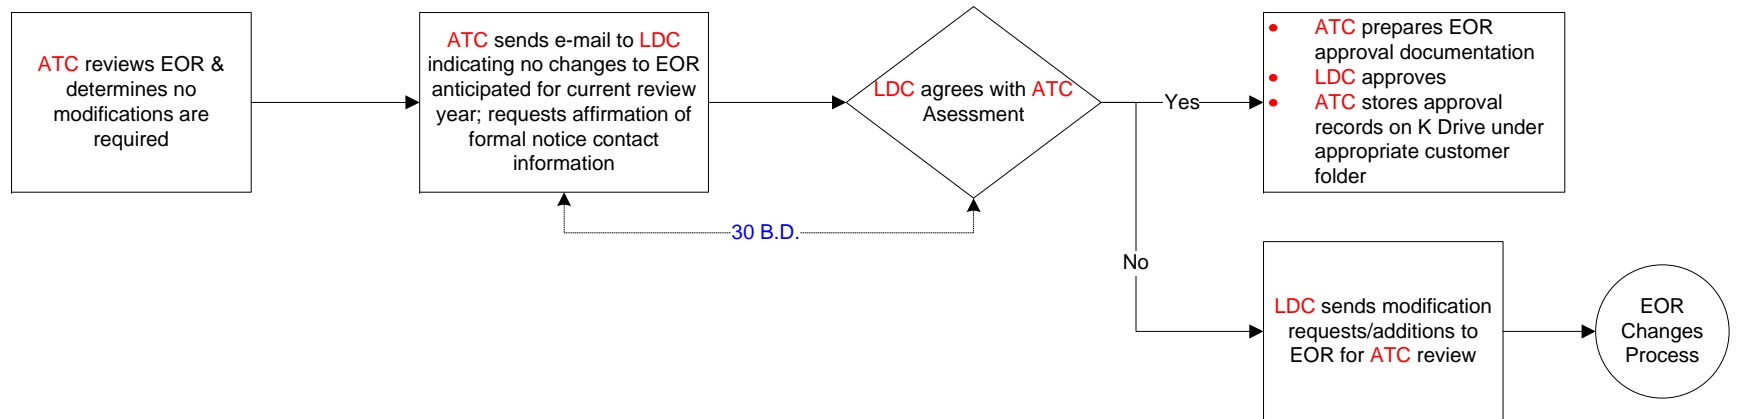 ATC reviews EOR &
determines no
modifications are
required
ATC sends e-mail to LDC
indicating no changes to EOR
anticipated for current review
year; requests affirmation of
formal notice contact
information
LDC agrees with ATC
Asessment
Yes
• ATC prepares EOR
approval documentation
• LDC approves
• ATC stores approval
records on K Drive under
appropriate customer
folder
30 B.D.
No
LDC sends modification
requests/additions to
EOR for ATC review
EOR
Changes
Process